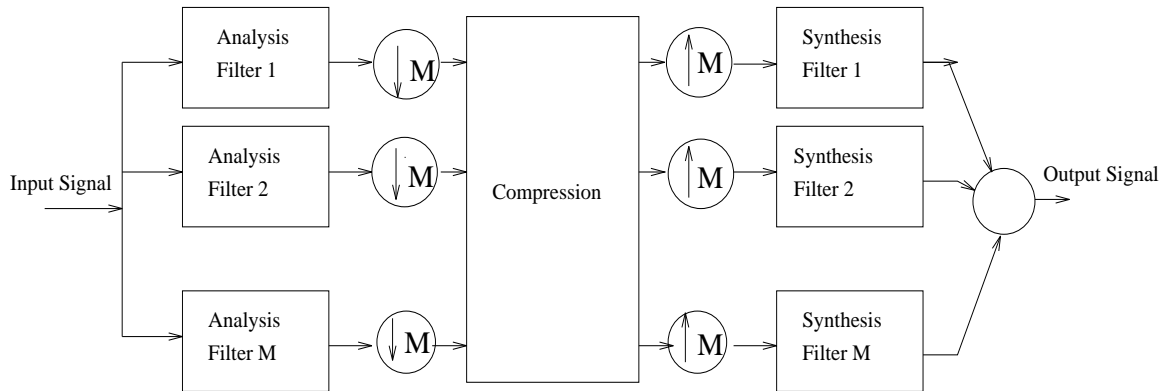 Analysis
Filter 1
M
M
Synthesis
Filter 1
Analysis
Filter 2
M
M
Synthesis
Filter 2
Input Signal
Compression
Output Signal
Analysis
Filter M
M
M
Synthesis
Filter M